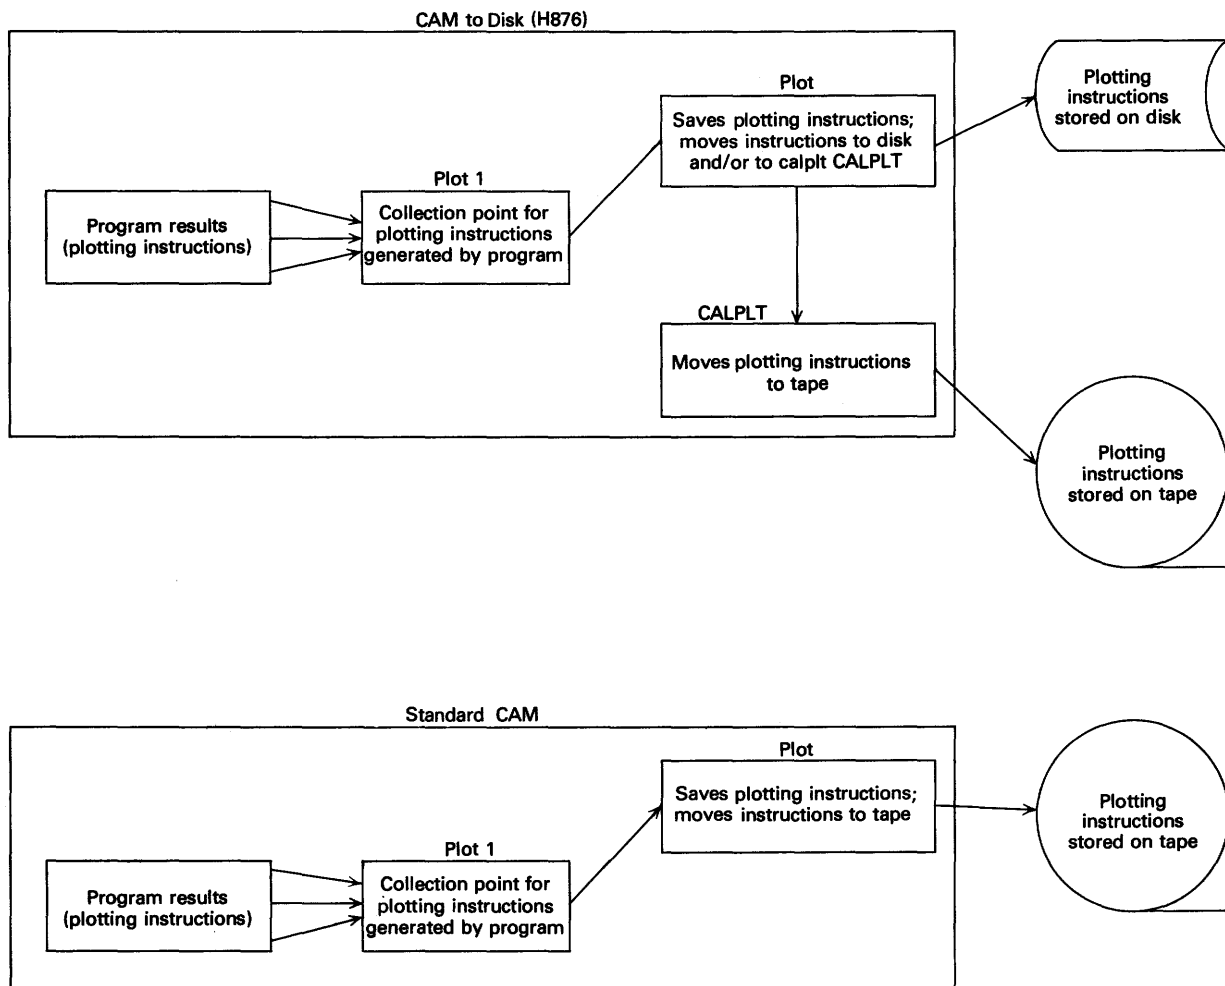 CAM to Disk (H876)
Plot
Saves plotting instructions;
moves instructions to disk
and/or to calplt CALPLT
Plotting
instructions
stored on disk
Plot 1
Program results
(plotting instructions)
Collection point for
plotting instructions
generated by program
CALPLT
Moves plotting instructions
to tape
Plotting
instructions
stored on tape
Standard CAM
Plot
Saves plotting instructions;
moves instructions to tape
Plotting
instructions
stored on tape
Plot 1
Program results
(plotting instructions)
Collection point for
plotting instructions
generated by program